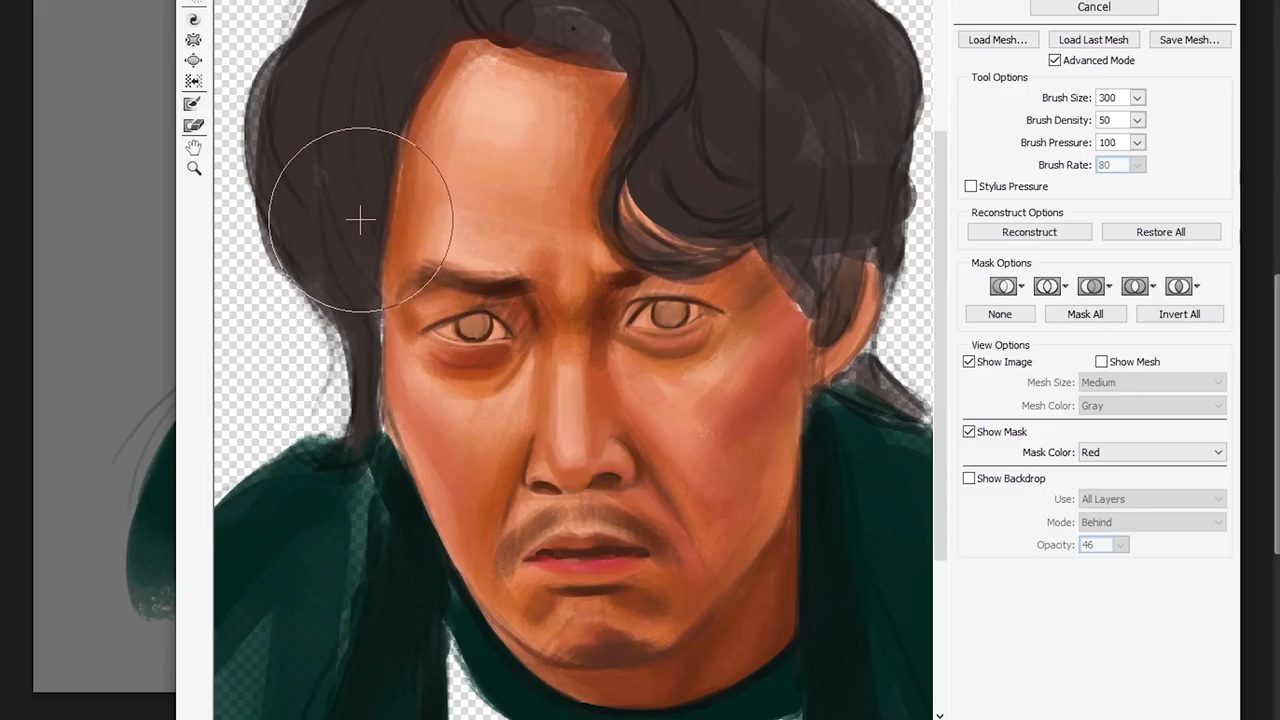 Cancel
Load Mesh...
Load Last Mesh
Save Mesh...
Advanced Mode
Tool Options
Brush Size: 300
Brush Density: 50
Brush Pressure: 100
Brush Rate: 80
Stylus Pressure
Reconstruct Options
Reconstruct
Restore All
Mask Options
None
Mask All
Invert All
View Options
Show Image
Show Mesh
Mesh Size: Medium
Mesh Color: Gray
Show Mask
Mask Color: Red
Show Backdrop
Use: All Layers
Mode: Behind
Opacity: 46